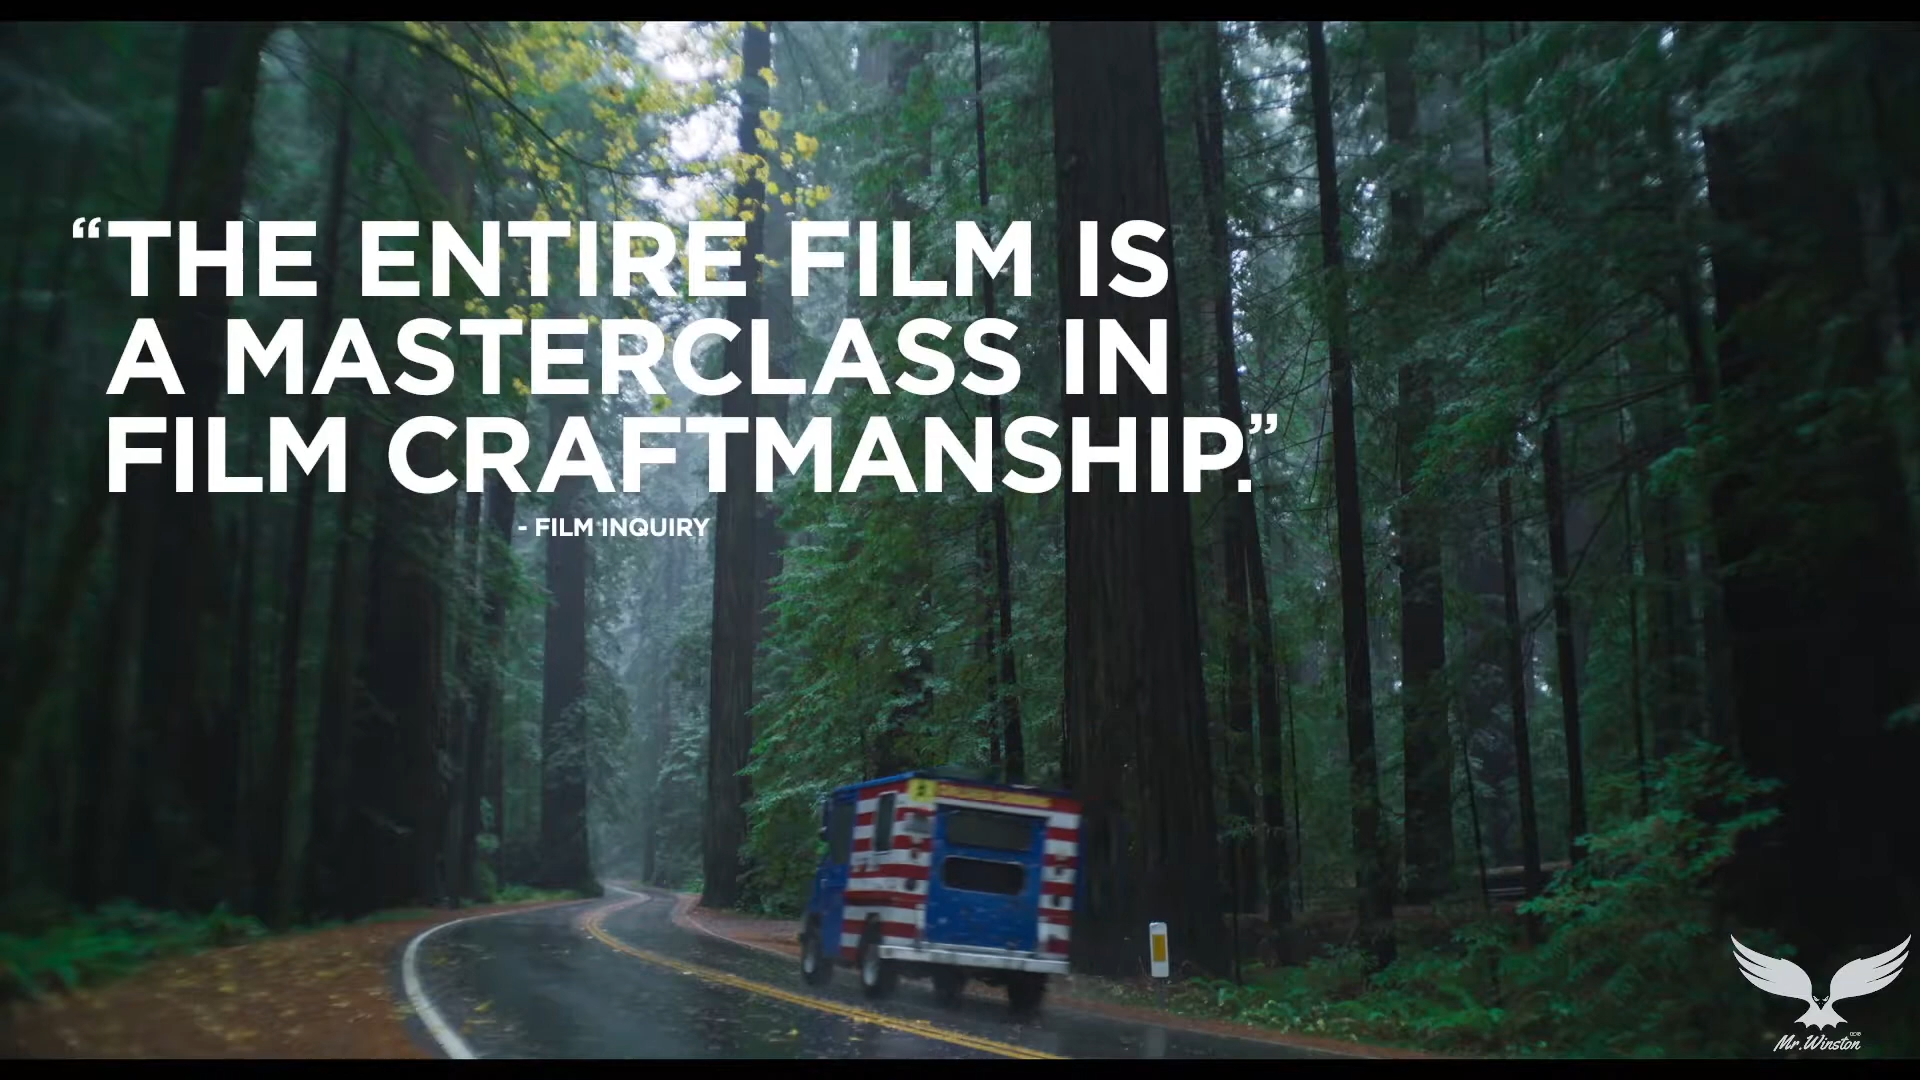 “THE ENTIRE FILM IS
A MASTERCLASS IN
FILM CRAFTMANSHIP.”
- FILM INQUIRY
Mr.Winston